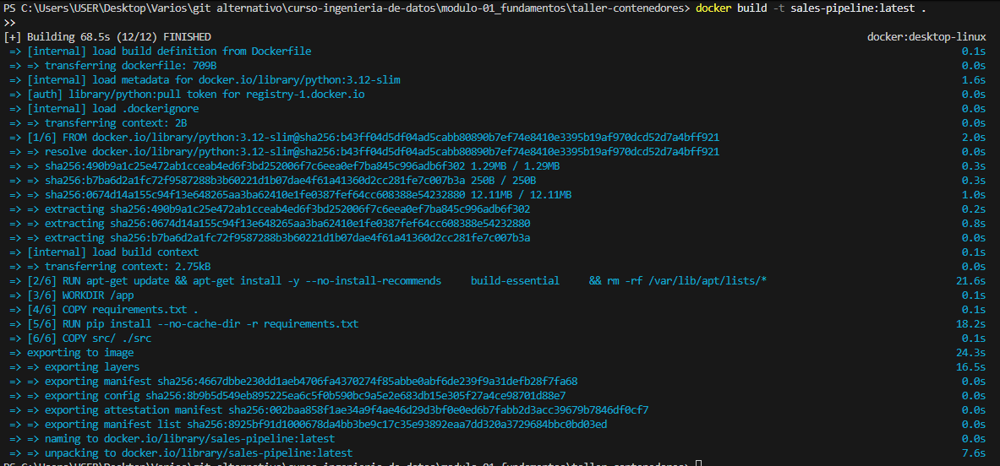 PS C:\Users\USER\Desktop\Varios\git alternativo\curso-ingenieria-de-datos\modulo-01_fundamentos\taller-contenedores> docker build -t sales-pipeline:latest .
>>
[+] Building 68.5s (12/12) FINISHED docker:desktop-linux
=> [internal] load build definition from Dockerfile 0.1s
=> => transferring dockerfile: 709B 0.0s
=> [internal] load metadata for docker.io/library/python:3.12-slim 1.6s
=> [auth] library/python:pull token for registry-1.docker.io 0.0s
=> [internal] load .dockerignore 0.0s
=> => transferring context: 2B 0.0s
=> [1/6] FROM docker.io/library/python:3.12-slim@sha256:b43ff04d5df04ad5cabb80890b7ef74e8410e3395b19af970dcd52d7a4bff921 2.0s
=> => resolve docker.io/library/python:3.12-slim@sha256:b43ff04d5df04ad5cabb80890b7ef74e8410e3395b19af970dcd52d7a4bff921 0.0s
=> => sha256:490b9a1c25e472ab1cceab4ed6f3bd252006f7c6eea0ef7ba845c996adb6f302 1.29MB / 1.29MB 0.3s
=> => sha256:b7ba6d2a1fc72f9587288b3b60221d1b07dae4f61a41360d2cc281fe7c007b3a 250B / 250B 0.3s
=> => sha256:0674d14a155c94f13e648265aa3ba62410e1fe0387fef64cc608388e54232880 12.11MB / 12.11MB 1.0s
=> => extracting sha256:490b9a1c25e472ab1cceab4ed6f3bd252006f7c6eea0ef7ba845c996adb6f302 0.2s
=> => extracting sha256:0674d14a155c94f13e648265aa3ba62410e1fe0387fef64cc608388e54232880 0.8s
=> => extracting sha256:b7ba6d2a1fc72f9587288b3b60221d1b07dae4f61a41360d2cc281fe7c007b3a 0.0s
=> [internal] load build context 0.1s
=> => transferring context: 2.75kB 0.0s
=> [2/6] RUN apt-get update && apt-get install -y --no-install-recommends     build-essential     && rm -rf /var/lib/apt/lists/* 21.6s
=> [3/6] WORKDIR /app 0.1s
=> [4/6] COPY requirements.txt . 0.1s
=> [5/6] RUN pip install --no-cache-dir -r requirements.txt 18.2s
=> [6/6] COPY src/ ./src 0.1s
=> exporting to image 24.3s
=> => exporting layers 16.5s
=> => exporting manifest sha256:4667dbbe230dd1aeb4706fa4370274f85abbe0abf6de239f9a31defb28f7fa68 0.0s
=> => exporting config sha256:8b9b5d549eb895225ea6c5f0b590bc9a5e2e683db15e305f27a4ce98701d88e7 0.0s
=> => exporting attestation manifest sha256:002baa858f1ae34a9f4ae46d29d3bf0e0ed6b7fabb2d3acc39679b7846df0cf7 0.0s
=> => exporting manifest list sha256:8925bf91d1000678da4bb3be9c17c35e93892eaa7dd320a3729684bbc0bd03ed 0.0s
=> => naming to docker.io/library/sales-pipeline:latest 0.0s
=> => unpacking to docker.io/library/sales-pipeline:latest 7.6s
PS C:\Users\USER\Desktop\Varios\git alternativo\curso-ingenieria-de-datos\modulo-01_fundamentos\taller-contenedores>